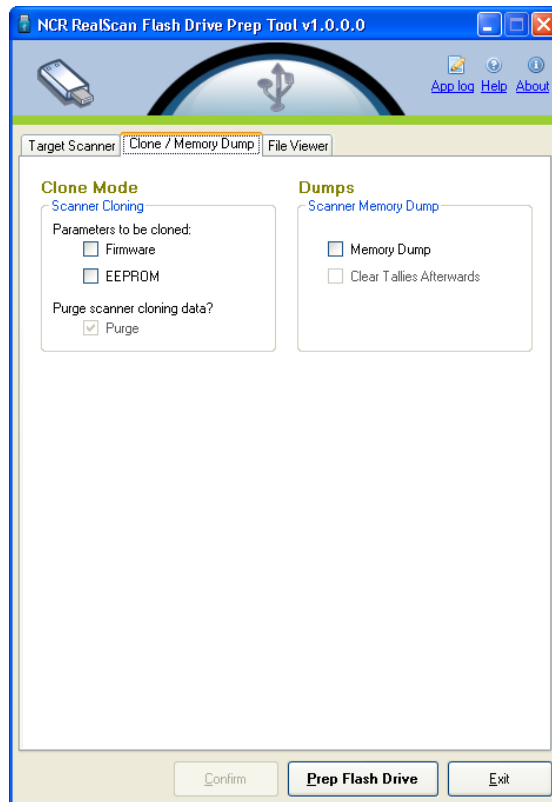 NCR RealScan Flash Drive Prep Tool v1.0.0.0
App log Help About
Target Scanner Clone / Memory Dump File Viewer
Clone Mode
Scanner Cloning
Parameters to be cloned:
Firmware
EEPROM
Purge scanner cloning data?
Purge
Dumps
Scanner Memory Dump
Memory Dump
Clear Tallies Afterwards
Confirm Prep Flash Drive Exit